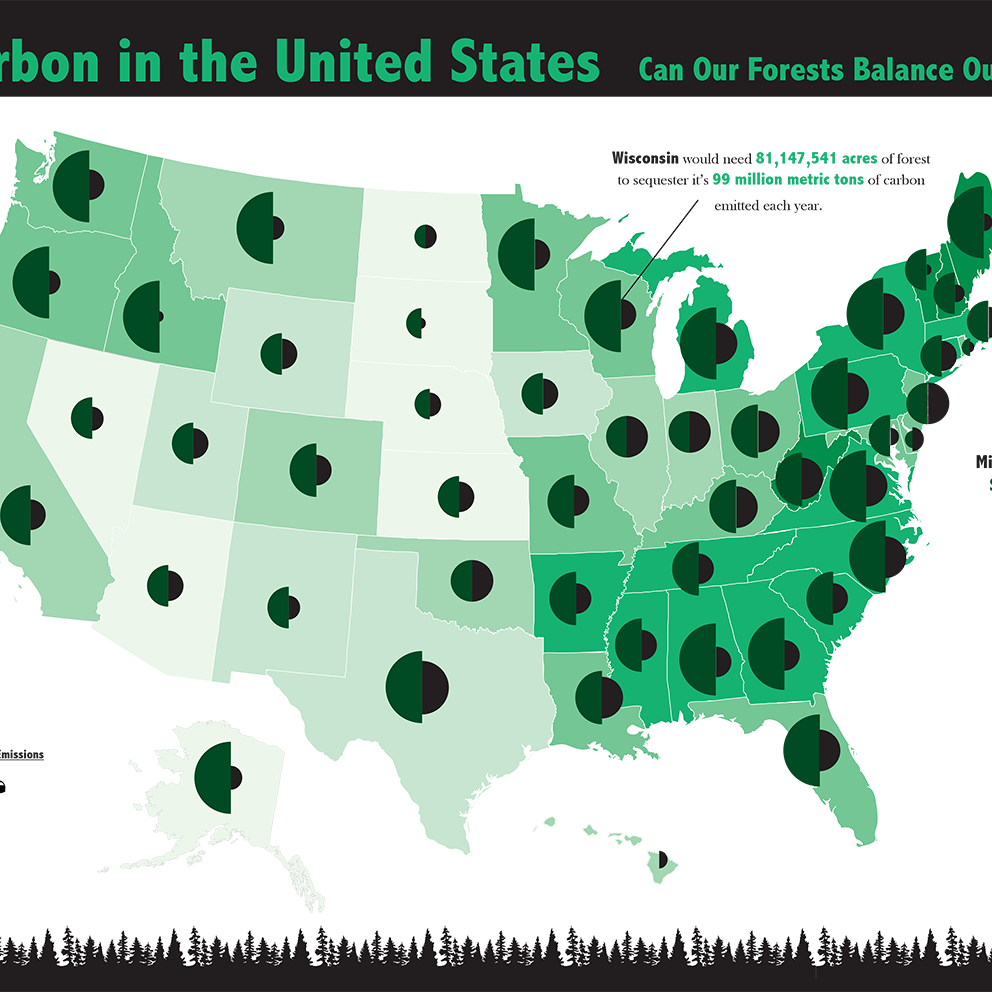 rbon in the United States
Can Our Forests Balance Ou
Wisconsin would need 81,147,541 acres of forest
to sequester it's 99 million metric tons of carbon
emitted each year.
Mi
Emissions